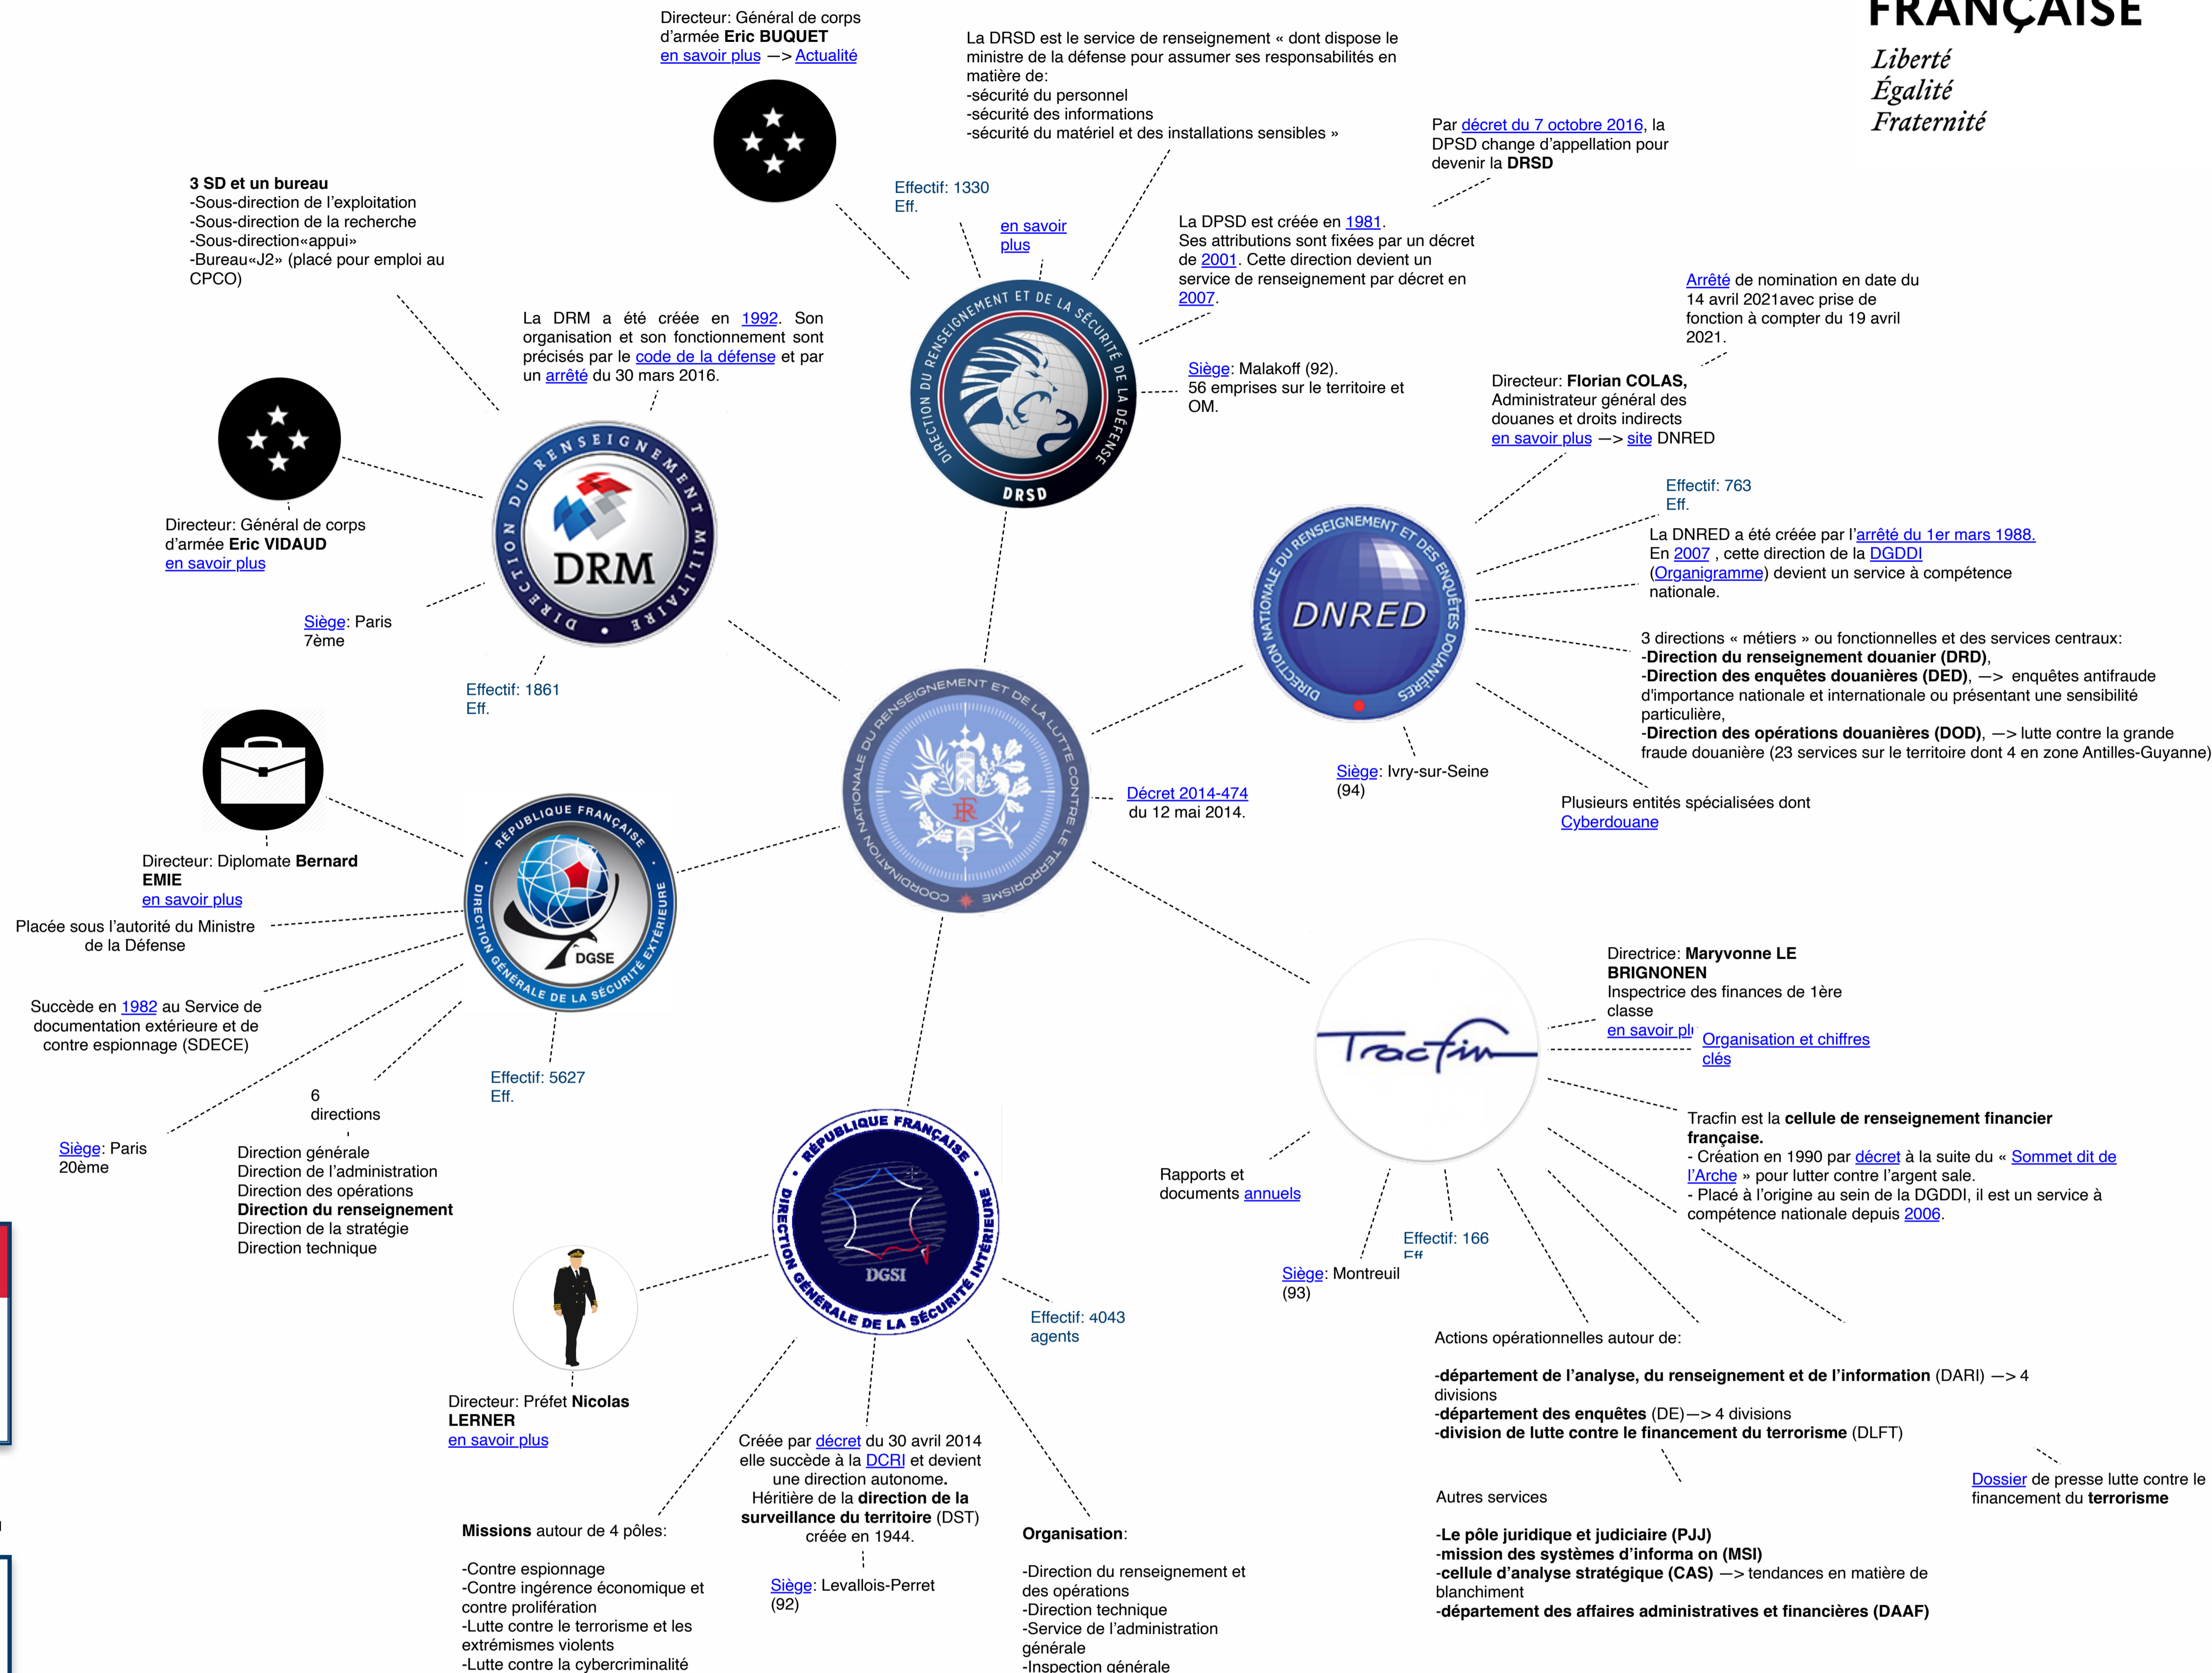 FRANÇAISE
Liberté
Égalité
Fraternité
Directeur: Général de corps
d'armée Eric BUQUET
en savoir plus —> Actualité
La DRSD est le service de renseignement « dont dispose le
ministre de la défense pour assumer ses responsabilités en
matière de:
-sécurité du personnel
-sécurité des informations
-sécurité du matériel et des installations sensibles »
Par décret du 7 octobre 2016, la
DPSD change d'appellation pour
devenir la DRSD
Effectif: 1330
Eff.
en savoir
plus
La DPSD est créée en 1981.
Ses attributions sont fixées par un décret
de 2001. Cette direction devient un
service de renseignement par décret en
2007.
Siège: Malakoff (92).
56 emprises sur le territoire et
OM.
DIRECTION DU RENSEIGNEMENT ET DE LA SÉCURITÉ DE LA DÉFENSE
DRSD
3 SD et un bureau
-Sous-direction de l'exploitation
-Sous-direction de la recherche
-Sous-direction«appui»
-Bureau«J2» (placé pour emploi au
CPCO)
La DRM a été créée en 1992. Son
organisation et son fonctionnement sont
précisés par le code de la défense et par
un arrêté du 30 mars 2016.
Directeur: Général de corps
d'armée Eric VIDAUD
en savoir plus
Siège: Paris
7ème
Effectif: 1861
Eff.
DIRECTION DU RENSEIGNEMENT MILITAIRE
DRM
Arrêté de nomination en date du
14 avril 2021avec prise de
fonction à compter du 19 avril
2021.
Directeur: Florian COLAS,
Administrateur général des
douanes et droits indirects
en savoir plus —> site DNRED
Effectif: 763
Eff.
La DNRED a été créée par l'arrêté du 1er mars 1988.
En 2007 , cette direction de la DGDDI
(Organigramme) devient un service à compétence
nationale.
3 directions « métiers » ou fonctionnelles et des services centraux:
-Direction du renseignement douanier (DRD),
-Direction des enquêtes douanières (DED), —> enquêtes antifraude
d'importance nationale et internationale ou présentant une sensibilité
particulière,
-Direction des opérations douanières (DOD), —> lutte contre la grande
fraude douanière (23 services sur le territoire dont 4 en zone Antilles-Guyanne)
Plusieurs entités spécialisées dont
Cyberdouane
Siège: Ivry-sur-Seine
(94)
DIRECTION NATIONALE DU RENSEIGNEMENT ET DES ENQUÊTES DOUANIÈRES
DNRED
COORDINATION NATIONALE DU RENSEIGNEMENT ET DE LA LUTTE CONTRE LE TERRORISME
RF
Décret 2014-474
du 12 mai 2014.
Directeur: Diplomate Bernard
EMIE
en savoir plus
Placée sous l'autorité du Ministre
de la Défense
Succède en 1982 au Service de
documentation extérieure et de
contre espionnage (SDECE)
Siège: Paris
20ème
6
directions
Direction générale
Direction de l'administration
Direction des opérations
Direction du renseignement
Direction de la stratégie
Direction technique
Effectif: 5627
Eff.
RÉPUBLIQUE FRANÇAISE
DIRECTION GÉNÉRALE DE LA SÉCURITÉ EXTÉRIEURE
DGSE
RÉPUBLIQUE FRANÇAISE
DIRECTION GÉNÉRALE DE LA SÉCURITÉ INTÉRIEURE
DGSI
Effectif: 4043
agents
Directeur: Préfet Nicolas
LERNER
en savoir plus
Missions autour de 4 pôles:
-Contre espionnage
-Contre ingérence économique et
contre prolifération
-Lutte contre le terrorisme et les
extrémismes violents
-Lutte contre la cybercriminalité
Créée par décret du 30 avril 2014
elle succède à la DCRI et devient
une direction autonome.
Héritière de la direction de la
surveillance du territoire (DST)
créée en 1944.
Siège: Levallois-Perret
(92)
Organisation:
-Direction du renseignement et
des opérations
-Direction technique
-Service de l'administration
générale
-Inspection générale
Tracfin
Directrice: Maryvonne LE
BRIGNONEN
Inspectrice des finances de 1ère
classe
en savoir plu
Organisation et chiffres
clés
Tracfin est la cellule de renseignement financier
française.
- Création en 1990 par décret à la suite du « Sommet dit de
l'Arche » pour lutter contre l'argent sale.
- Placé à l'origine au sein de la DGDDI, il est un service à
compétence nationale depuis 2006.
Rapports et
documents annuels
Effectif: 166
Eff
Siège: Montreuil
(93)
Actions opérationnelles autour de:
-département de l'analyse, du renseignement et de l'information (DARI) —> 4
divisions
-département des enquêtes (DE)—> 4 divisions
-division de lutte contre le financement du terrorisme (DLFT)
Dossier de presse lutte contre le
financement du terrorisme
Autres services
-Le pôle juridique et judiciaire (PJJ)
-mission des systèmes d'informa on (MSI)
-cellule d'analyse stratégique (CAS) —> tendances en matière de
blanchiment
-département des affaires administratives et financières (DAAF)